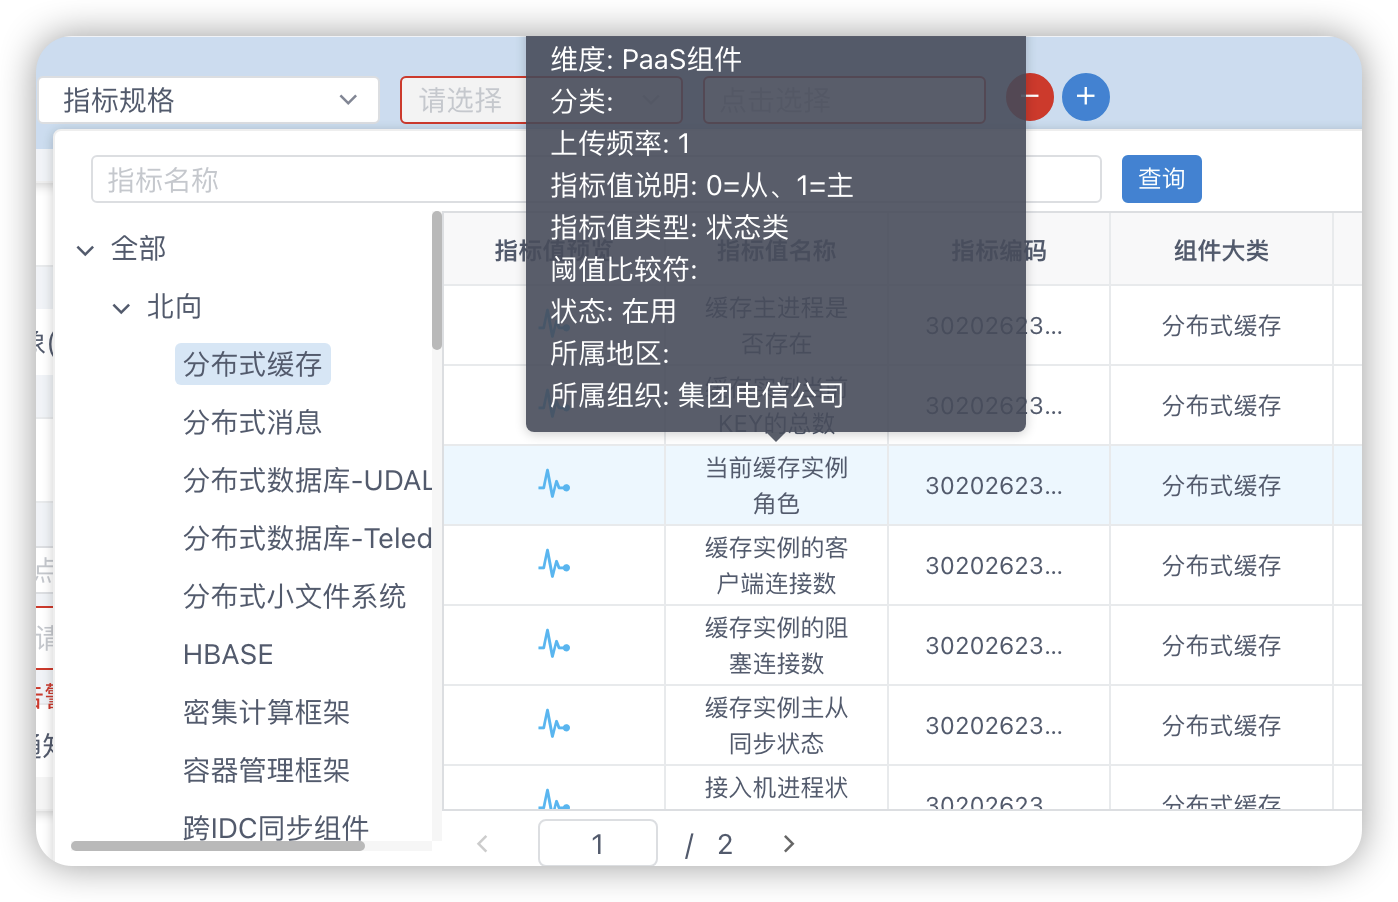 维度: PaaS组件
分类:
上传频率: 1
指标值说明: 0=从、1=主
指标值类型: 状态类
阈值比较符:
状态: 在用
所属地区:
所属组织: 集团电信公司
指标规格
请选择
点击选择
指标名称
查询
全部
北向
分布式缓存
分布式消息
分布式数据库-UDAL
分布式数据库-Teled
分布式小文件系统
HBASE
密集计算框架
容器管理框架
跨IDC同步组件
指标值预览 指标值名称 指标编码 组件大类
缓存主进程是
否存在
30202623... 分布式缓存
KEY的总数
30202623... 分布式缓存
当前缓存实例
角色
30202623... 分布式缓存
缓存实例的客
户端连接数
30202623... 分布式缓存
缓存实例的阻
塞连接数
30202623... 分布式缓存
缓存实例主从
同步状态
30202623... 分布式缓存
接入机进程状
30202623... 分布式缓存
1 / 2